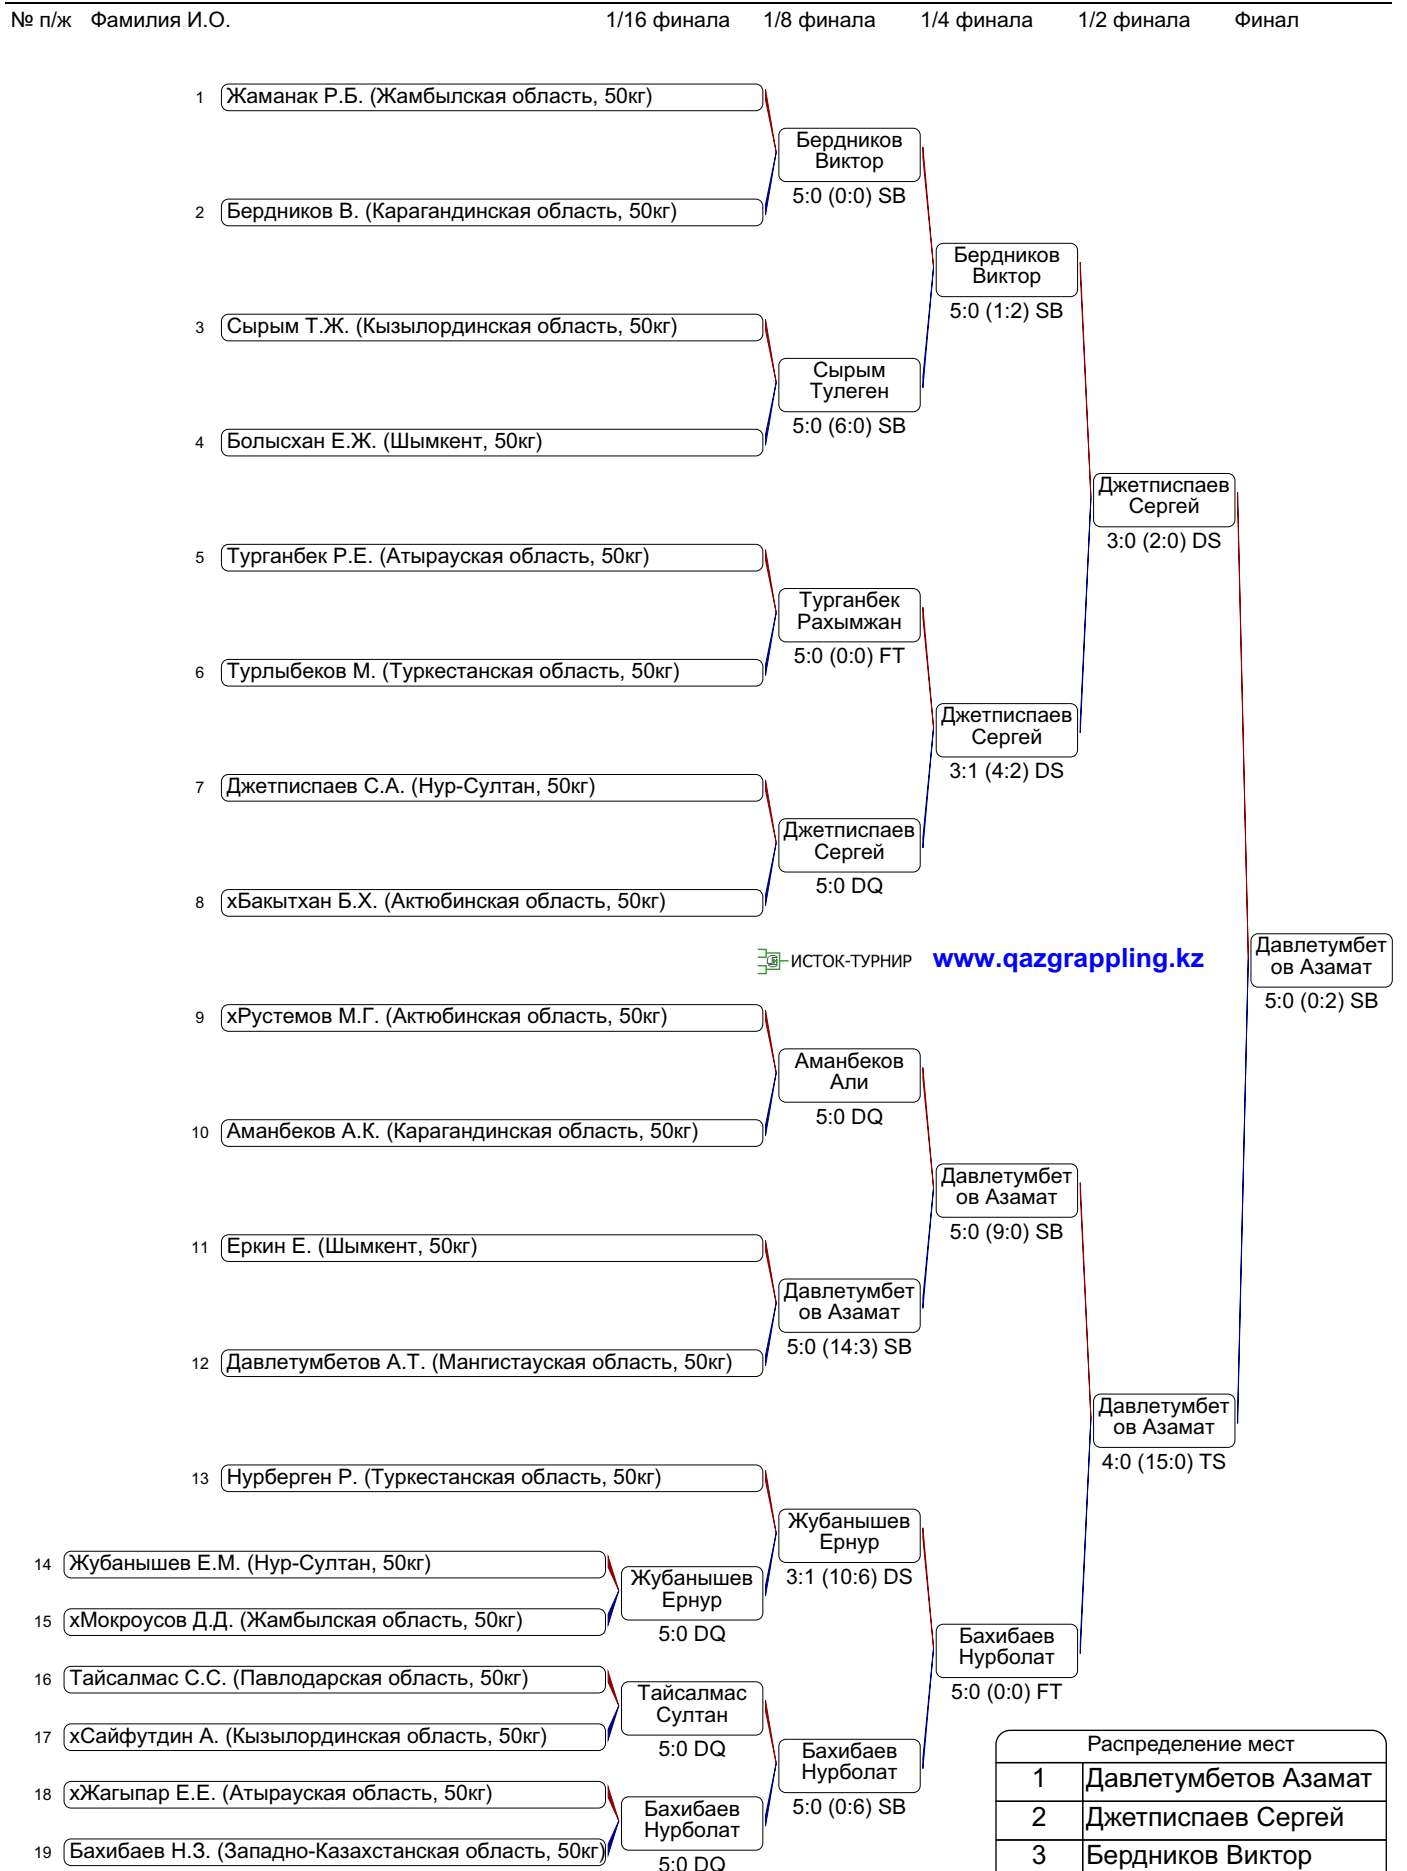 № п/ж Фамилия И.О. 1/16 финала 1/8 финала 1/4 финала 1/2 финала Финал
1 Жаманак Р.Б. (Жамбылская область, 50кг)
Бердников
Виктор
5:0 (0:0) SB
2 Бердников В. (Карагандинская область, 50кг)
Бердников
Виктор
5:0 (1:2) SB
3 Сырым Т.Ж. (Кызылординская область, 50кг)
Сырым
Тулеген
5:0 (6:0) SB
4 Болысхан Е.Ж. (Шымкент, 50кг)
Джетписпаев
Сергей
3:0 (2:0) DS
5 Турганбек Р.Е. (Атырауская область, 50кг)
Турганбек
Рахымжан
5:0 (0:0) FT
6 Турлыбеков М. (Туркестанская область, 50кг)
Джетписпаев
Сергей
3:1 (4:2) DS
7 Джетписпаев С.А. (Нур-Султан, 50кг)
Джетписпаев
Сергей
5:0 DQ
8 хБакытхан Б.Х. (Актюбинская область, 50кг)
ИСТОК-ТУРНИР www.qazgrappling.kz
Давлетумбет
ов Азамат
5:0 (0:2) SB
9 хРустемов М.Г. (Актюбинская область, 50кг)
Аманбеков
Али
5:0 DQ
10 Аманбеков А.К. (Карагандинская область, 50кг)
Давлетумбет
ов Азамат
5:0 (9:0) SB
11 Еркин Е. (Шымкент, 50кг)
Давлетумбет
ов Азамат
5:0 (14:3) SB
12 Давлетумбетов А.Т. (Мангистауская область, 50кг)
Давлетумбет
ов Азамат
4:0 (15:0) TS
13 Нурберген Р. (Туркестанская область, 50кг)
Жубанышев
Ернур
3:1 (10:6) DS
14 Жубанышев Е.М. (Нур-Султан, 50кг)
Жубанышев
Ернур
5:0 DQ
15 хМокроусов Д.Д. (Жамбылская область, 50кг)
Бахибаев
Нурболат
5:0 (0:0) FT
16 Тайсалмас С.С. (Павлодарская область, 50кг)
Тайсалмас
Султан
5:0 DQ
17 хСайфутдин А. (Кызылординская область, 50кг)
Бахибаев
Нурболат
5:0 (0:6) SB
18 хЖагыпар Е.Е. (Атырауская область, 50кг)
Бахибаев
Нурболат
5:0 DQ
19 Бахибаев Н.З. (Западно-Казахстанская область, 50кг)
Распределение мест
1 Давлетумбетов Азамат
2 Джетписпаев Сергей
3 Бердников Виктор